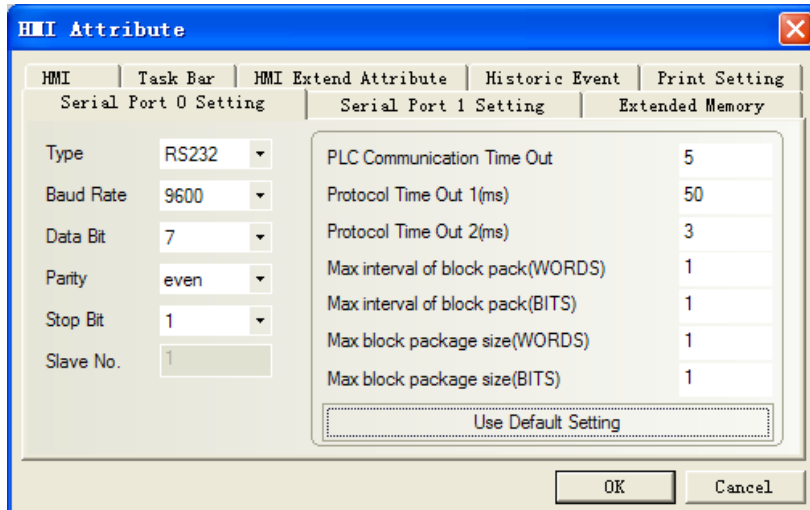 HMI Attribute
HMI Task Bar HMI Extend Attribute Historic Event Print Setting
Serial Port 0 Setting Serial Port 1 Setting Extended Memory
Type RS232
Baud Rate 9600
Data Bit 7
Parity even
Stop Bit 1
Slave No. 1
PLC Communication Time Out 5
Protocol Time Out 1(ms) 50
Protocol Time Out 2(ms) 3
Max interval of block pack(WORDS) 1
Max interval of block pack(BITS) 1
Max block package size(WORDS) 1
Max block package size(BITS) 1
Use Default Setting
OK Cancel